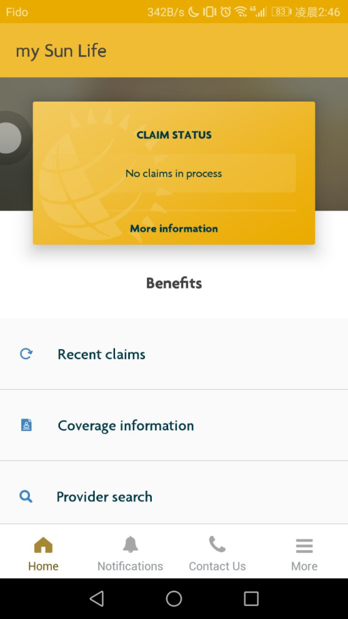 Fido 342B/s 83 凌晨2:46
my Sun Life
CLAIM STATUS
No claims in process
More information
Benefits
Recent claims
Coverage information
Provider search
Home Notifications Contact Us More